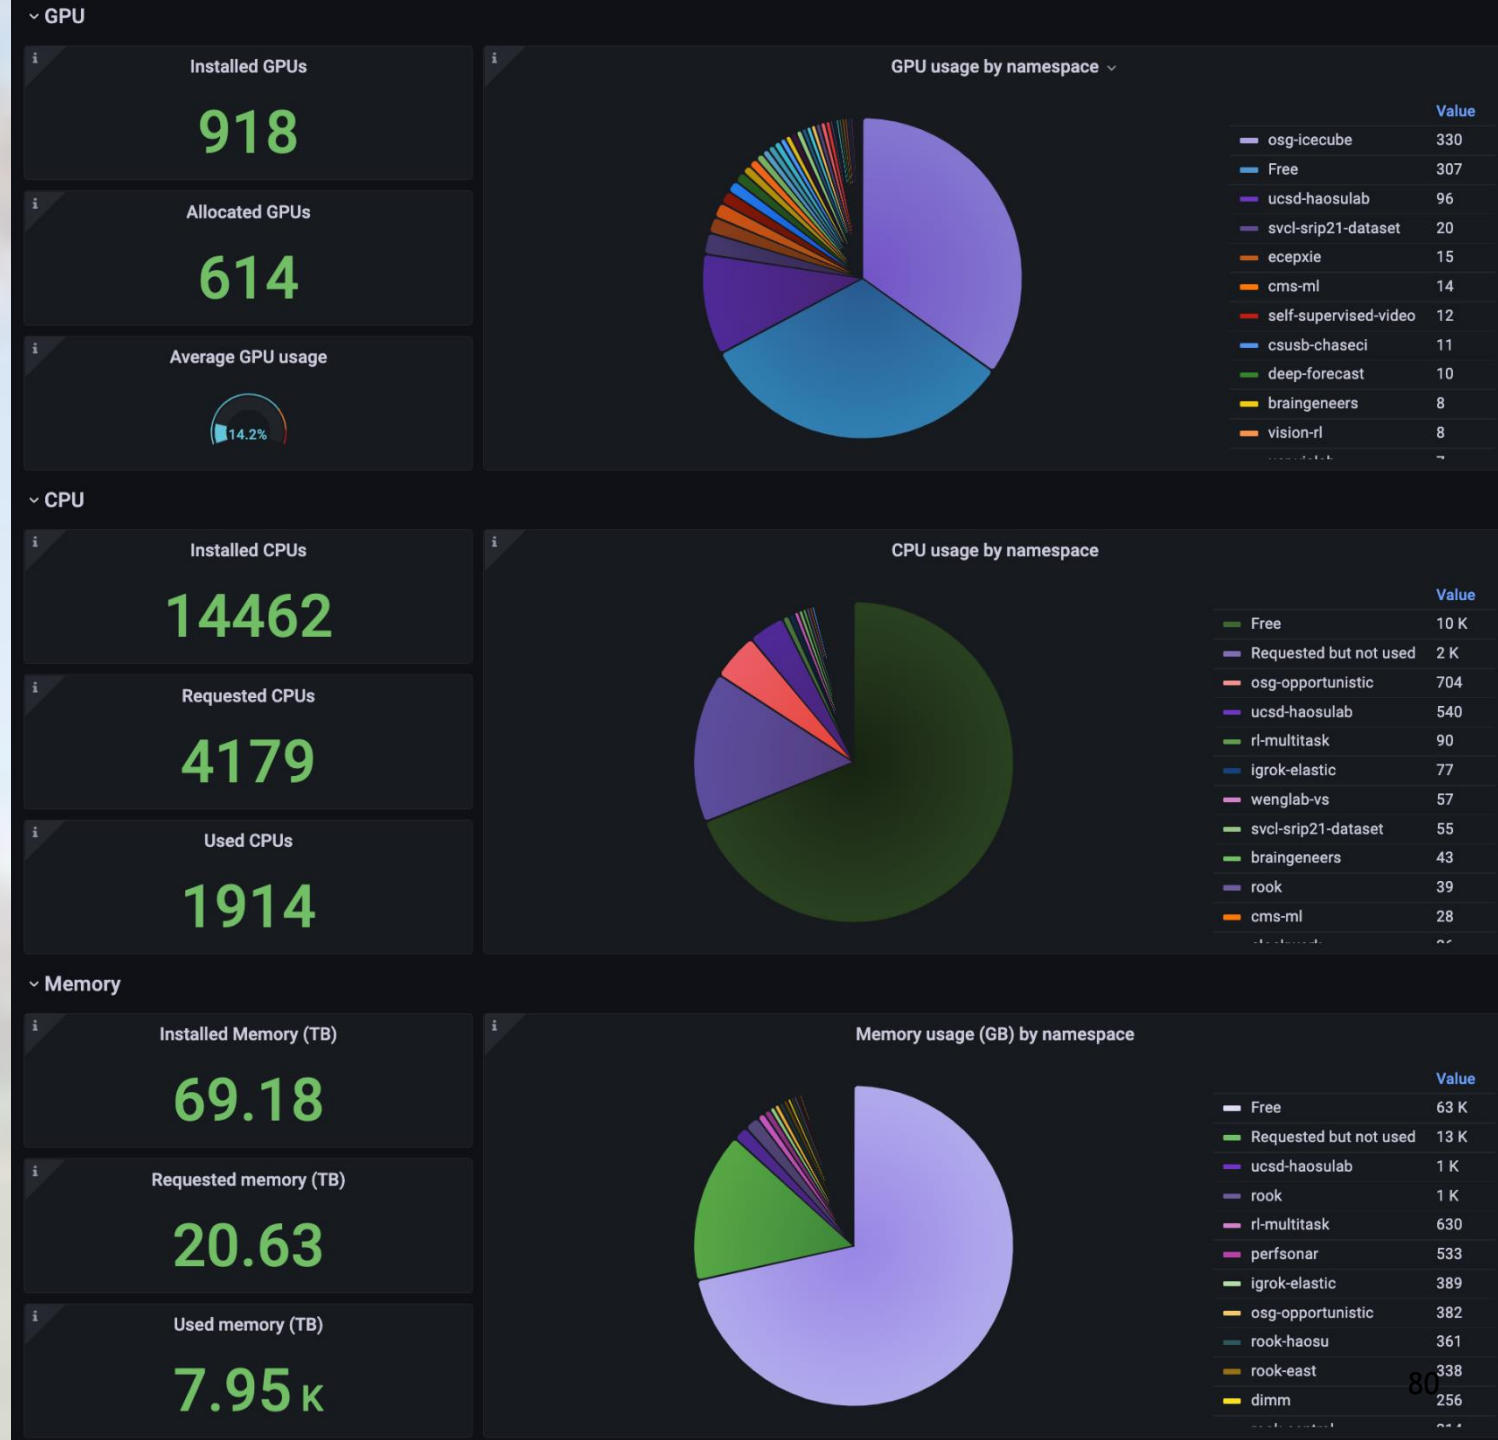 GPU
Installed GPUs
918
Allocated GPUs
614
Average GPU usage
14.2%
GPU usage by namespace
Value
osg-icecube 330
Free 307
ucsd-haosulab 96
svcl-srip21-dataset 20
ecepxie 15
cms-ml 14
self-supervised-video 12
csusb-chaseci 11
deep-forecast 10
braingeneers 8
vision-rl 8
CPU
Installed CPUs
14462
Requested CPUs
4179
Used CPUs
1914
CPU usage by namespace
Value
Free 10 K
Requested but not used 2 K
osg-opportunistic 704
ucsd-haosulab 540
rl-multitask 90
igrok-elastic 77
wenglab-vs 57
svcl-srip21-dataset 55
braingeneers 43
rook 39
cms-ml 28
Memory
Installed Memory (TB)
69.18
Requested memory (TB)
20.63
Used memory (TB)
7.95 K
Memory usage (GB) by namespace
Value
Free 63 K
Requested but not used 13 K
ucsd-haosulab 1 K
rook 1 K
rl-multitask 630
perfsonar 533
igrok-elastic 389
osg-opportunistic 382
rook-haosu 361
rook-east 338
dimm 256
80